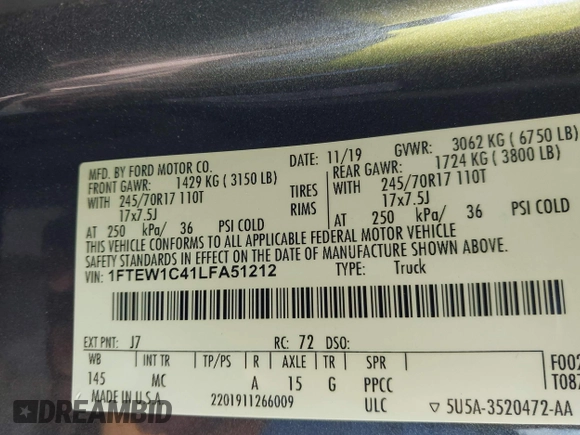 MFD. BY FORD MOTOR CO.
DATE: 11/19 GVWR: 3062 KG ( 6750 LB)
FRONT GAWR: 1429 KG ( 3150 LB) REAR GAWR: 1724 KG ( 3800 LB)
WITH 245/70R17 110T TIRES WITH 245/70R17 110T
17x7.5J RIMS 17x7.5J
AT 250 kPa/ 36 PSI COLD AT 250 kPa/ 36 PSI COLD
THIS VEHICLE CONFORMS TO ALL APPLICABLE FEDERAL MOTOR VEHICLE
SAFETY STANDARDS IN EFFECT ON THE DATE OF MANUFACTURE SHOWN ABOVE.
VIN: 1FTEW1C41LFA51212 TYPE: Truck
EXT PNT: J7 RC: 72 DSO:
WB INT TR TP/PS R AXLE TR SPR
145 MC A 15 G PPCC
ULC
MADE IN U.S.A. 2201911266009 ▽ 5U5A-3520472-AA
FAXVIN.COM